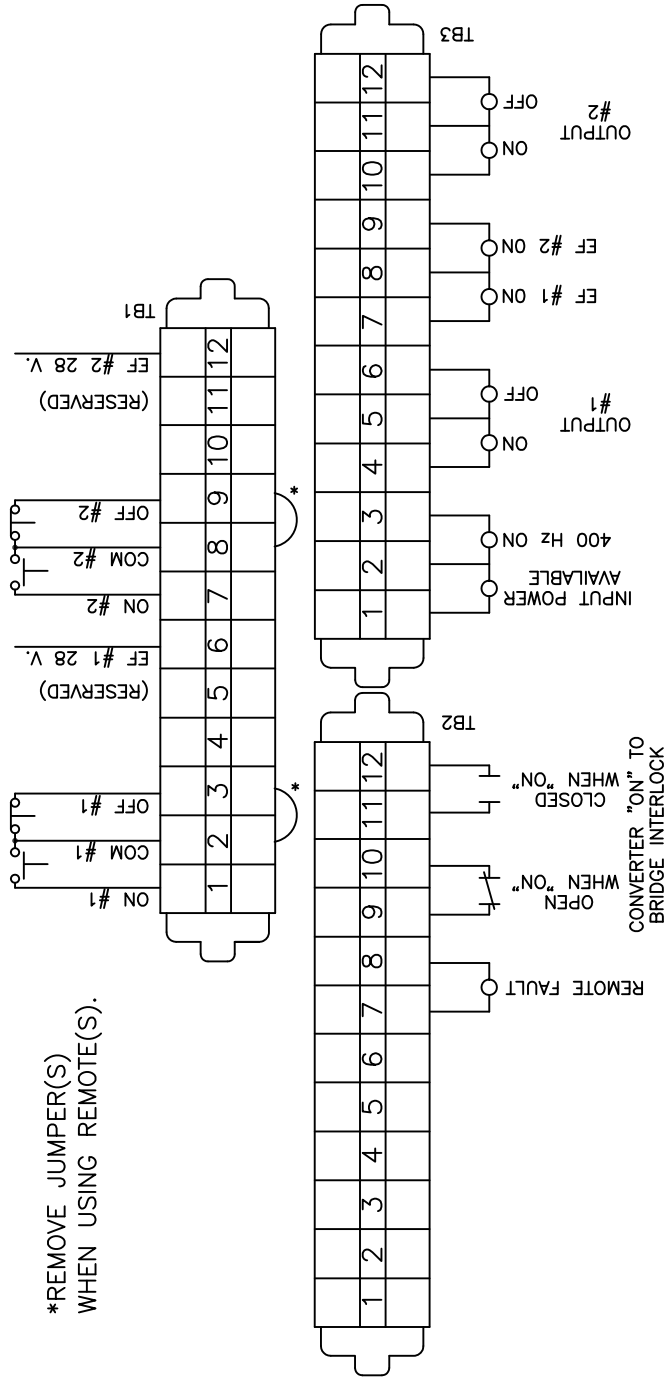 *REMOVE JUMPER(S)
WHEN USING REMOTE(S).
TB1
1
2
3
4
5
6
7
8
9
10
11
12
ON #1
COM #1
OFF #1
(RESERVED)
EF #1 28 V.
ON #2
COM #2
OFF #2
(RESERVED)
EF #2 28 V.
*
*
TB2
1
2
3
4
5
6
7
8
9
10
11
12
REMOTE FAULT
OPEN
WHEN "ON"
CLOSED
WHEN "ON"
CONVERTER "ON" TO
BRIDGE INTERLOCK
TB3
1
2
3
4
5
6
7
8
9
10
11
12
INPUT POWER
AVAILABLE
400 Hz ON
ON
OFF
OUTPUT
#1
EF #1 ON
EF #2 ON
ON
OFF
OUTPUT
#2